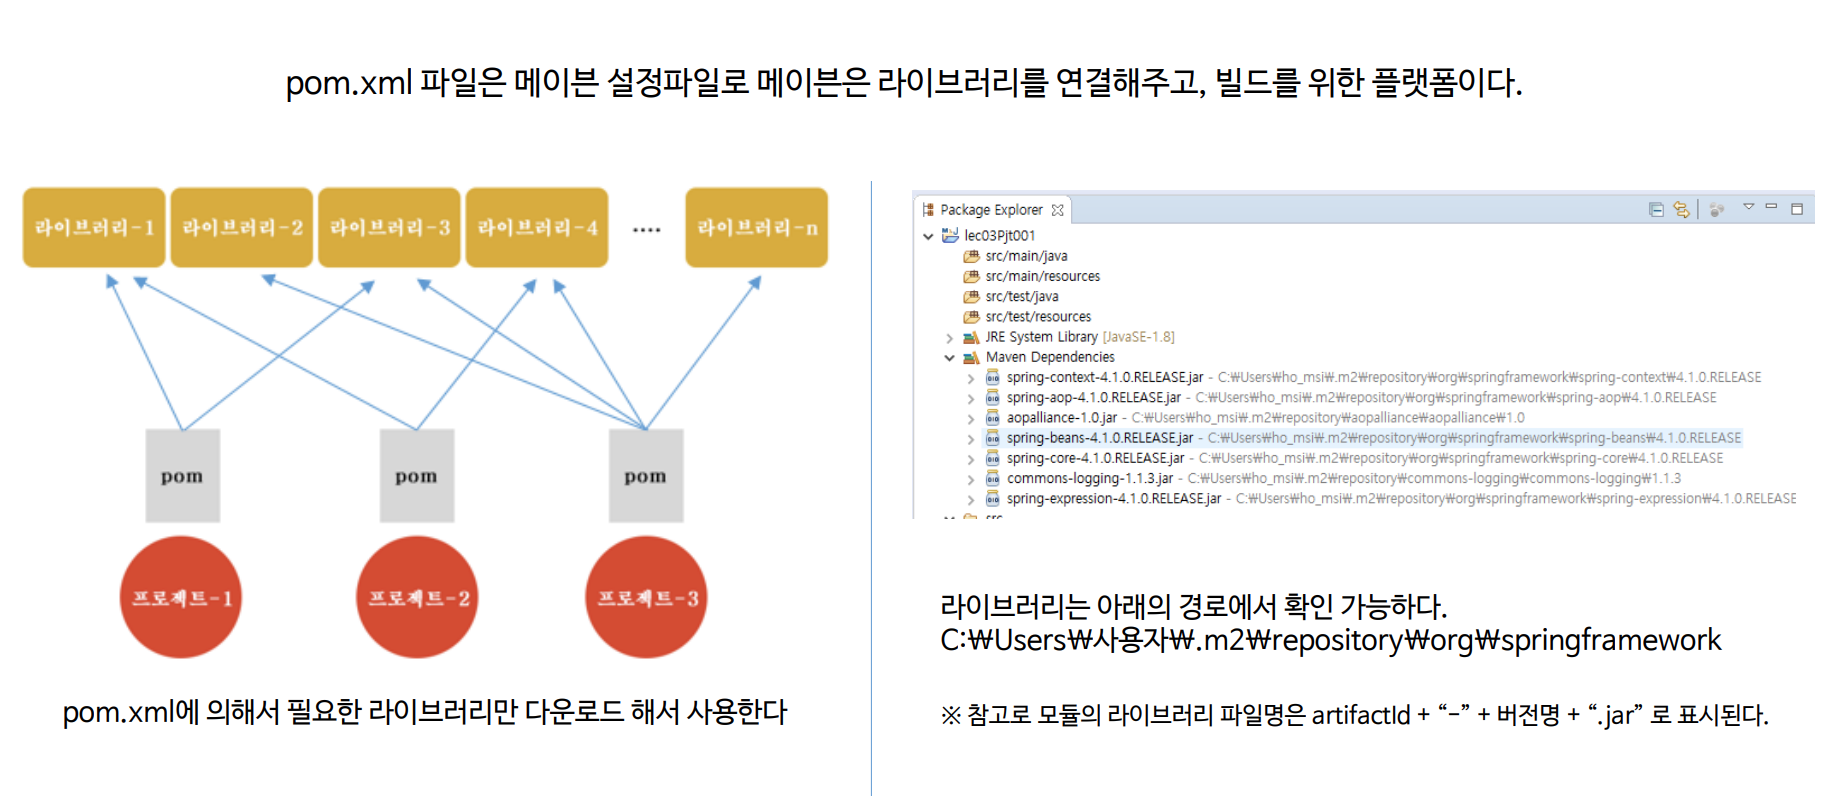 pom.xml 파일은 메이븐 설정파일로 메이븐은 라이브러리를 연결해주고, 빌드를 위한 플랫폼이다.
라이브러리-1
라이브러리-2
라이브러리-3
라이브러리-4
....
라이브러리-n
pom
pom
pom
프로젝트-1
프로젝트-2
프로젝트-3
pom.xml에 의해서 필요한 라이브러리만 다운로드 해서 사용한다
Package Explorer
lec03Pjt001
src/main/java
src/main/resources
src/test/java
src/test/resources
JRE System Library [JavaSE-1.8]
Maven Dependencies
spring-context-4.1.0.RELEASE.jar - C:₩Users₩ho_msi₩.m2₩repository₩org₩springframework₩spring-context₩4.1.0.RELEASE
spring-aop-4.1.0.RELEASE.jar - C:₩Users₩ho_msi₩.m2₩repository₩org₩springframework₩spring-aop₩4.1.0.RELEASE
aopalliance-1.0.jar - C:₩Users₩ho_msi₩.m2₩repository₩aopalliance₩aopalliance₩1.0
spring-beans-4.1.0.RELEASE.jar - C:₩Users₩ho_msi₩.m2₩repository₩org₩springframework₩spring-beans₩4.1.0.RELEASE
spring-core-4.1.0.RELEASE.jar - C:₩Users₩ho_msi₩.m2₩repository₩org₩springframework₩spring-core₩4.1.0.RELEASE
commons-logging-1.1.3.jar - C:₩Users₩ho_msi₩.m2₩repository₩commons-logging₩commons-logging₩1.1.3
spring-expression-4.1.0.RELEASE.jar - C:₩Users₩ho_msi₩.m2₩repository₩org₩springframework₩spring-expression₩4.1.0.RELEASE
src
라이브러리는 아래의 경로에서 확인 가능하다.
C:₩Users₩사용자₩.m2₩repository₩org₩springframework
※ 참고로 모듈의 라이브러리 파일명은 artifactId + “-” + 버전명 + “.jar” 로 표시된다.